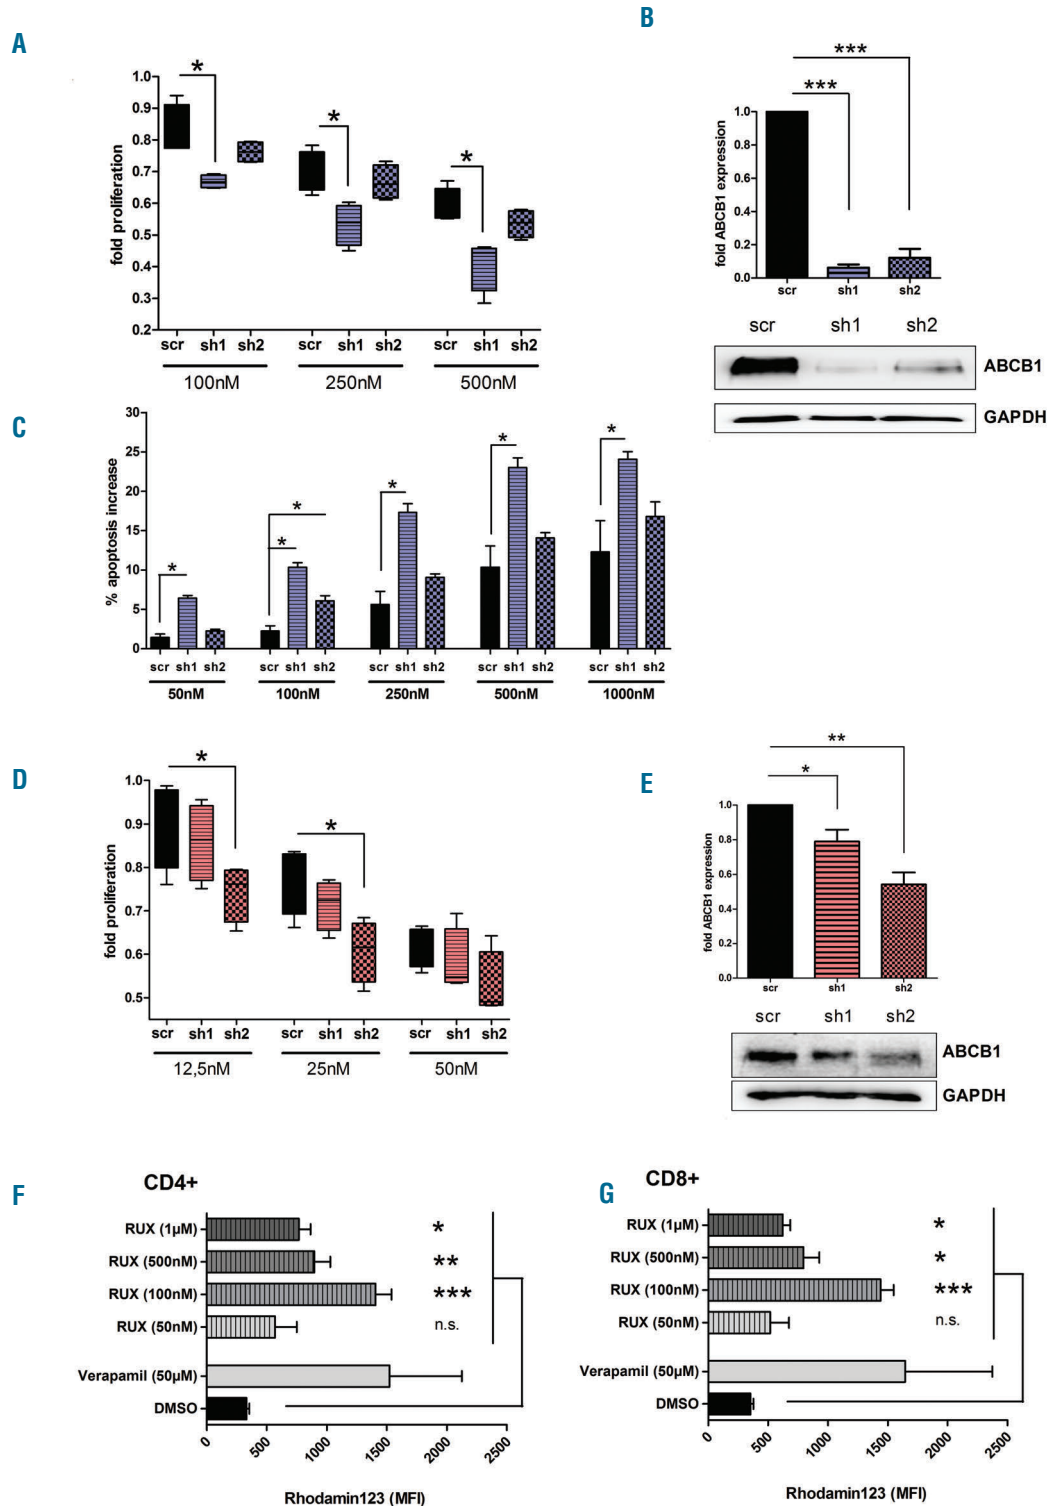 A
fold proliferation
1.0
0.9
0.8
0.7
0.6
0.5
0.4
0.3
0.2
*
*
*
scr sh1 sh2 scr sh1 sh2 scr sh1 sh2
100nM 250nM 500nM
B
fold ABCB1 expression
***
***
1.0
0.8
0.6
0.4
0.2
0.0
scr sh1 sh2
scr sh1 sh2
ABCB1
GAPDH
C
% apoptosis increase
30
25
20
15
10
5
0
*
*
*
*
*
*
scr sh1 sh2 scr sh1 sh2 scr sh1 sh2 scr sh1 sh2 scr sh1 sh2
50nM 100nM 250nM 500nM 1000nM
D
fold proliferation
1.0
0.9
0.8
0.7
0.6
0.5
*
*
scr sh1 sh2 scr sh1 sh2 scr sh1 sh2
12,5nM 25nM 50nM
E
fold ABCB1 expression
**
*
1.0
0.8
0.6
0.4
0.2
0.0
scr sh1 sh2
scr sh1 sh2
ABCB1
GAPDH
F
CD4+
RUX (1µM) *
RUX (500nM) **
RUX (100nM) ***
RUX (50nM) n.s.
Verapamil (50µM)
DMSO
0 500 1000 1500 2000 2500
Rhodamin123 (MFI)
G
CD8+
RUX (1µM) *
RUX (500nM) *
RUX (100nM) ***
RUX (50nM) n.s.
Verapamil (50µM)
DMSO
0 500 1000 1500 2000 2500
Rhodamin123 (MFI)